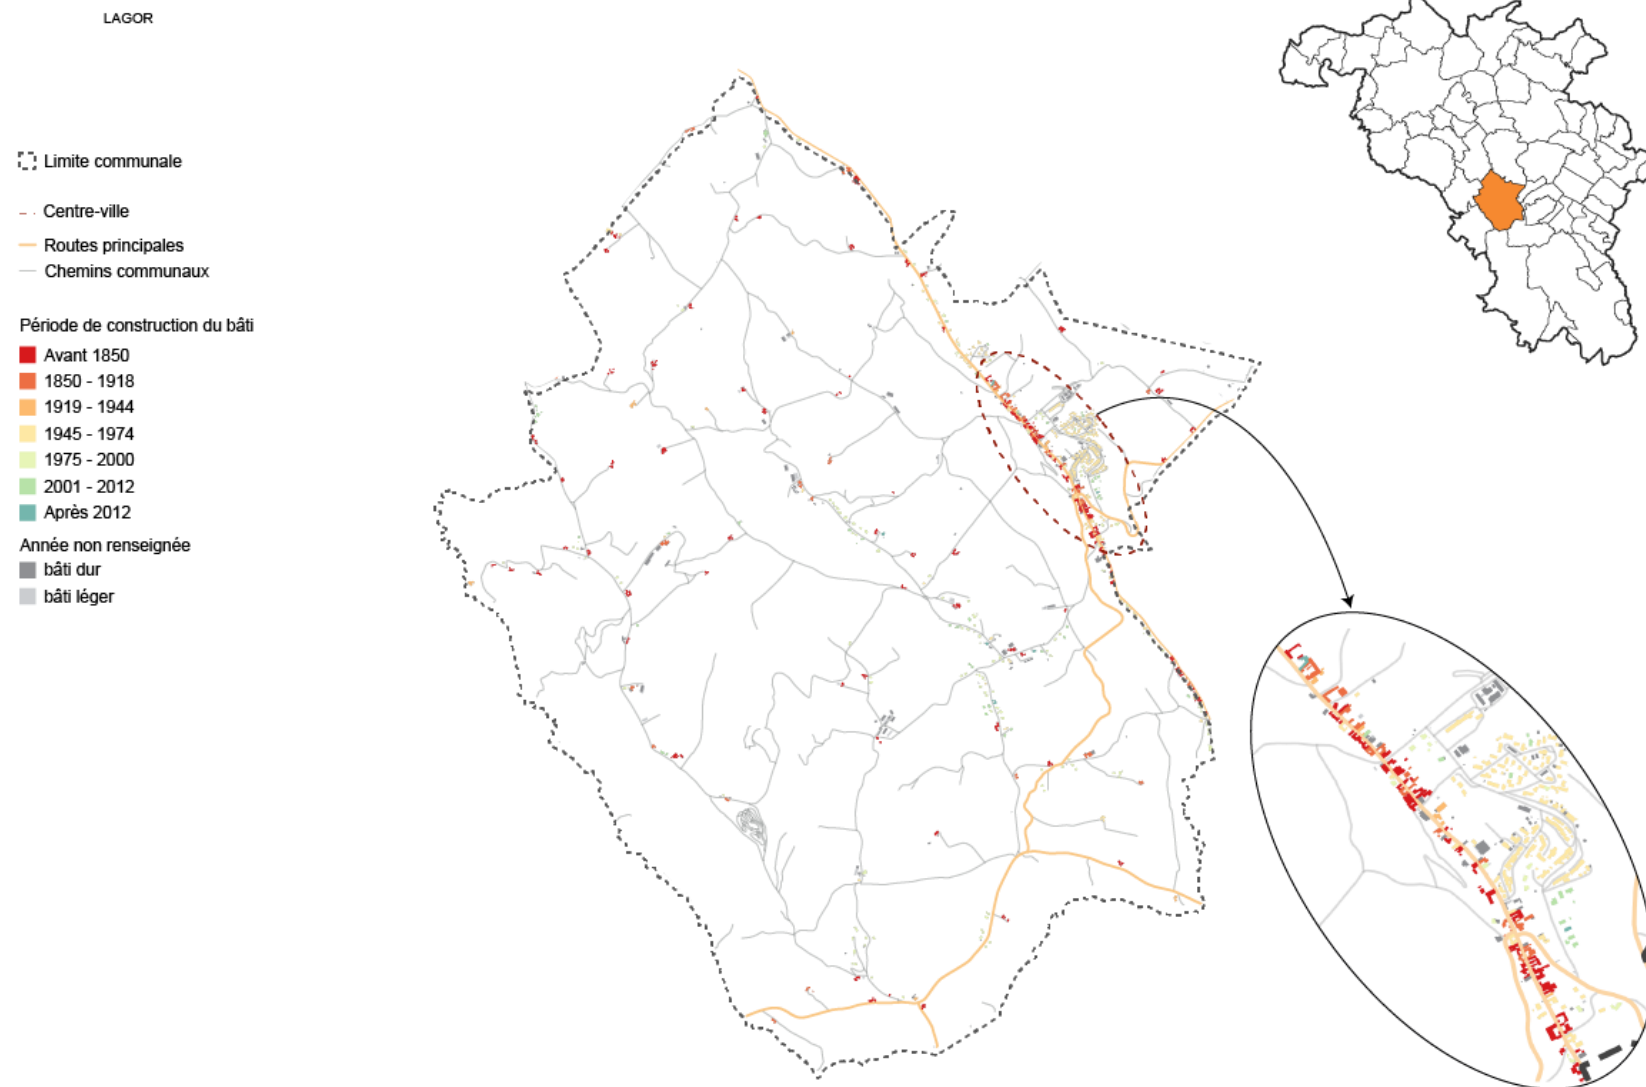 LAGOR
Limite communale
Centre-ville
Routes principales
Chemins communaux
Période de construction du bâti
Avant 1850
1850 - 1918
1919 - 1944
1945 - 1974
1975 - 2000
2001 - 2012
Après 2012
Année non renseignée
bâti dur
bâti léger